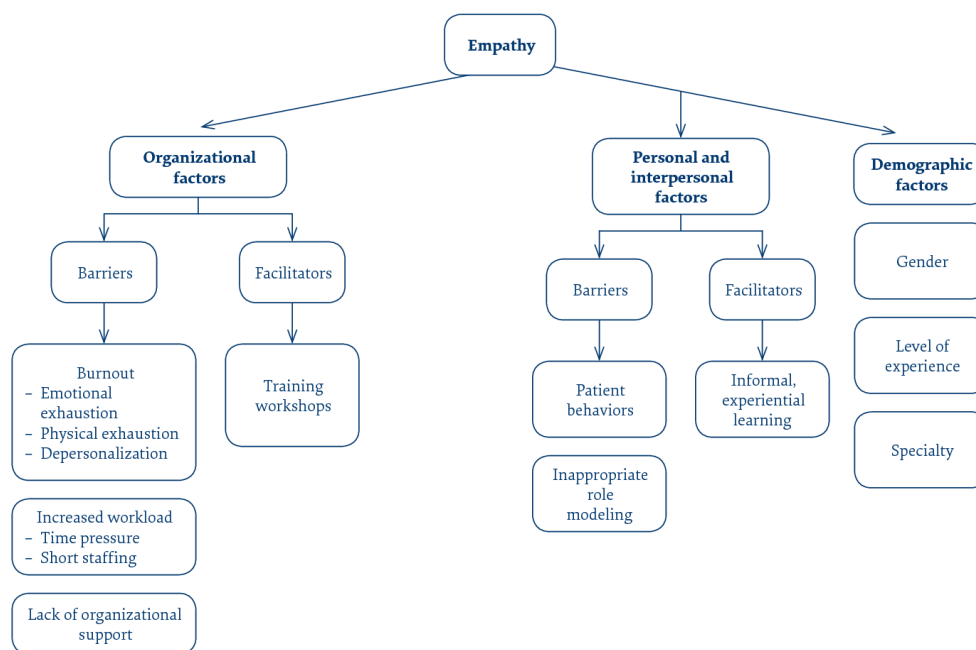 Empathy
Organizational
factors
Barriers
Facilitators
Burnout
– Emotional
exhaustion
– Physical exhaustion
– Depersonalization
Training
workshops
Increased workload
– Time pressure
– Short staffing
Lack of organizational
support
Personal and
interpersonal
factors
Barriers
Facilitators
Patient
behaviors
Informal,
experiential
learning
Inappropriate
role
modeling
Demographic
factors
Gender
Level of
experience
Specialty